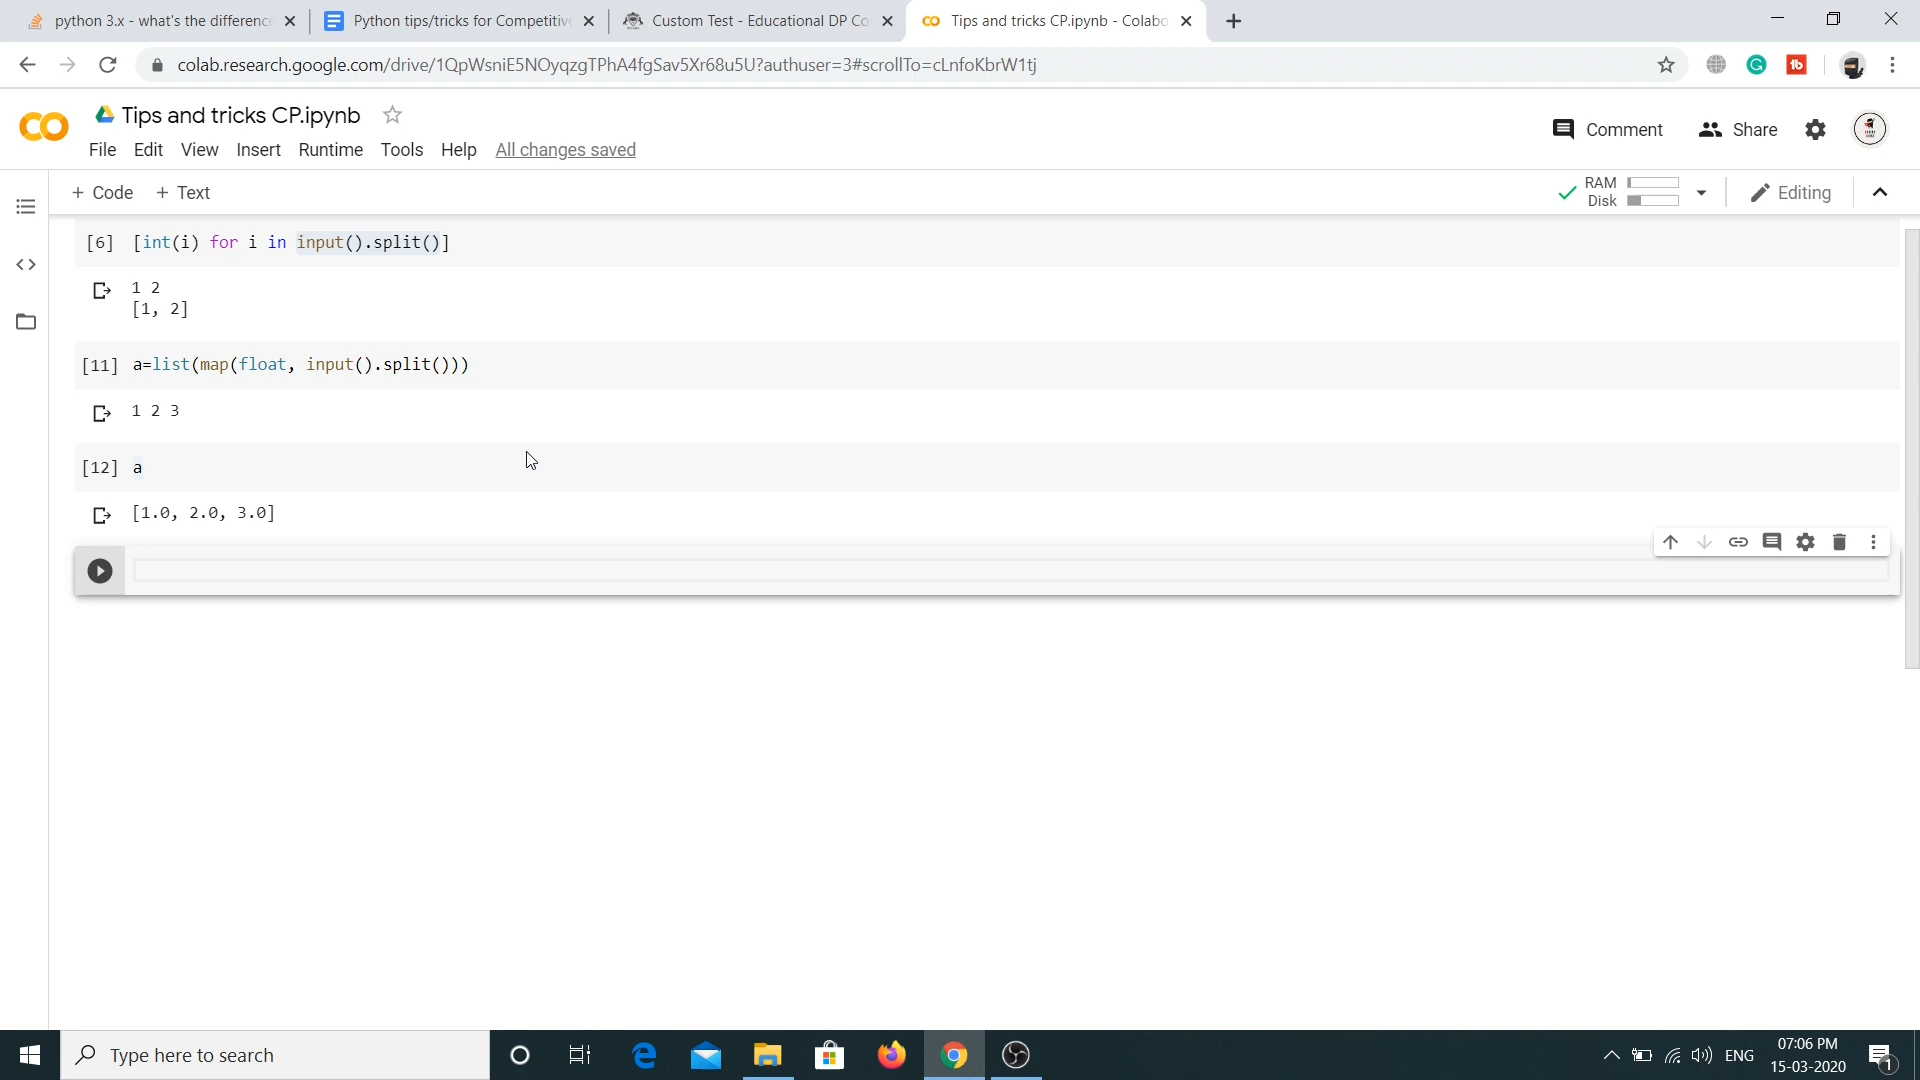 python 3.x - what's the difference
Python tips/tricks for Competitive
Custom Test - Educational DP Co
Tips and tricks CP.ipynb - Colabo
colab.research.google.com/drive/1QpWsniE5NOyqzgTPhA4fgSav5Xr68u5U?authuser=3#scrollTo=cLnfoKbrW1tj
Tips and tricks CP.ipynb
Comment
Share
File Edit View Insert Runtime Tools Help All changes saved
+ Code + Text
RAM
Disk
Editing
[6] [int(i) for i in input().split()]
1 2
[1, 2]
[11] a=list(map(float, input().split()))
1 2 3
[12] a
[1.0, 2.0, 3.0]
Type here to search
ENG
07:06 PM
15-03-2020
1